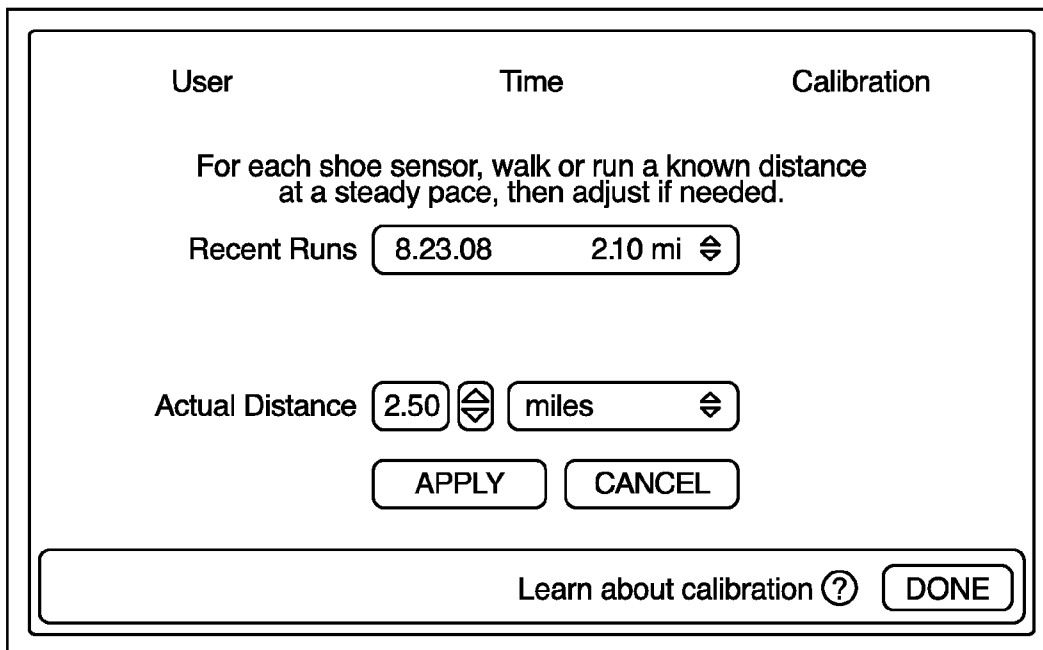 User Time Calibration
For each shoe sensor, walk or run a known distance
at a steady pace, then adjust if needed.
Recent Runs 8.23.08 2.10 mi
Actual Distance 2.50 miles
APPLY CANCEL
Learn about calibration ? DONE